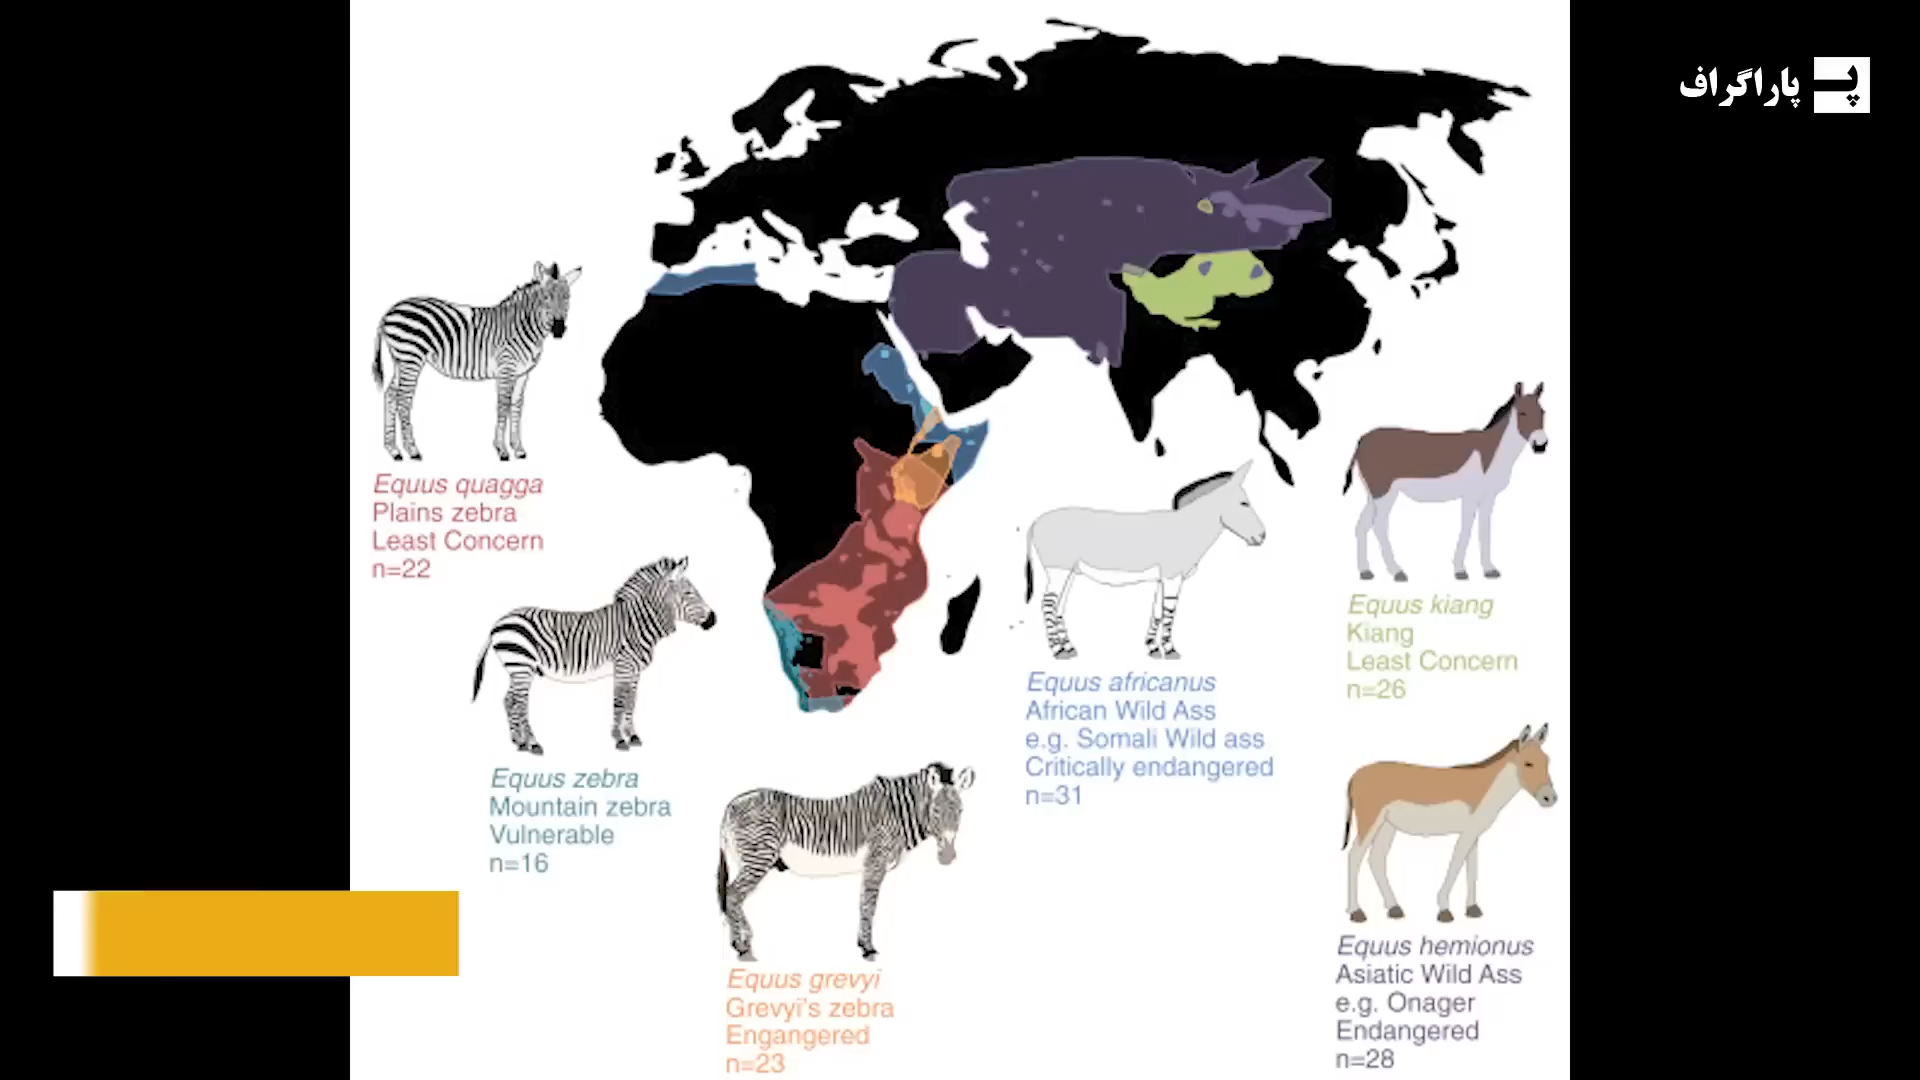 پاراگراف
پ
Equus quagga
Plains zebra
Least Concern
n=22
Equus zebra
Mountain zebra
Vulnerable
n=16
Equus grevyi
Grevyi's zebra
Engangered
n=23
Equus africanus
African Wild Ass
e.g. Somali Wild ass
Critically endangered
n=31
Equus kiang
Kiang
Least Concern
n=26
Equus hemionus
Asiatic Wild Ass
e.g. Onager
Endangered
n=28